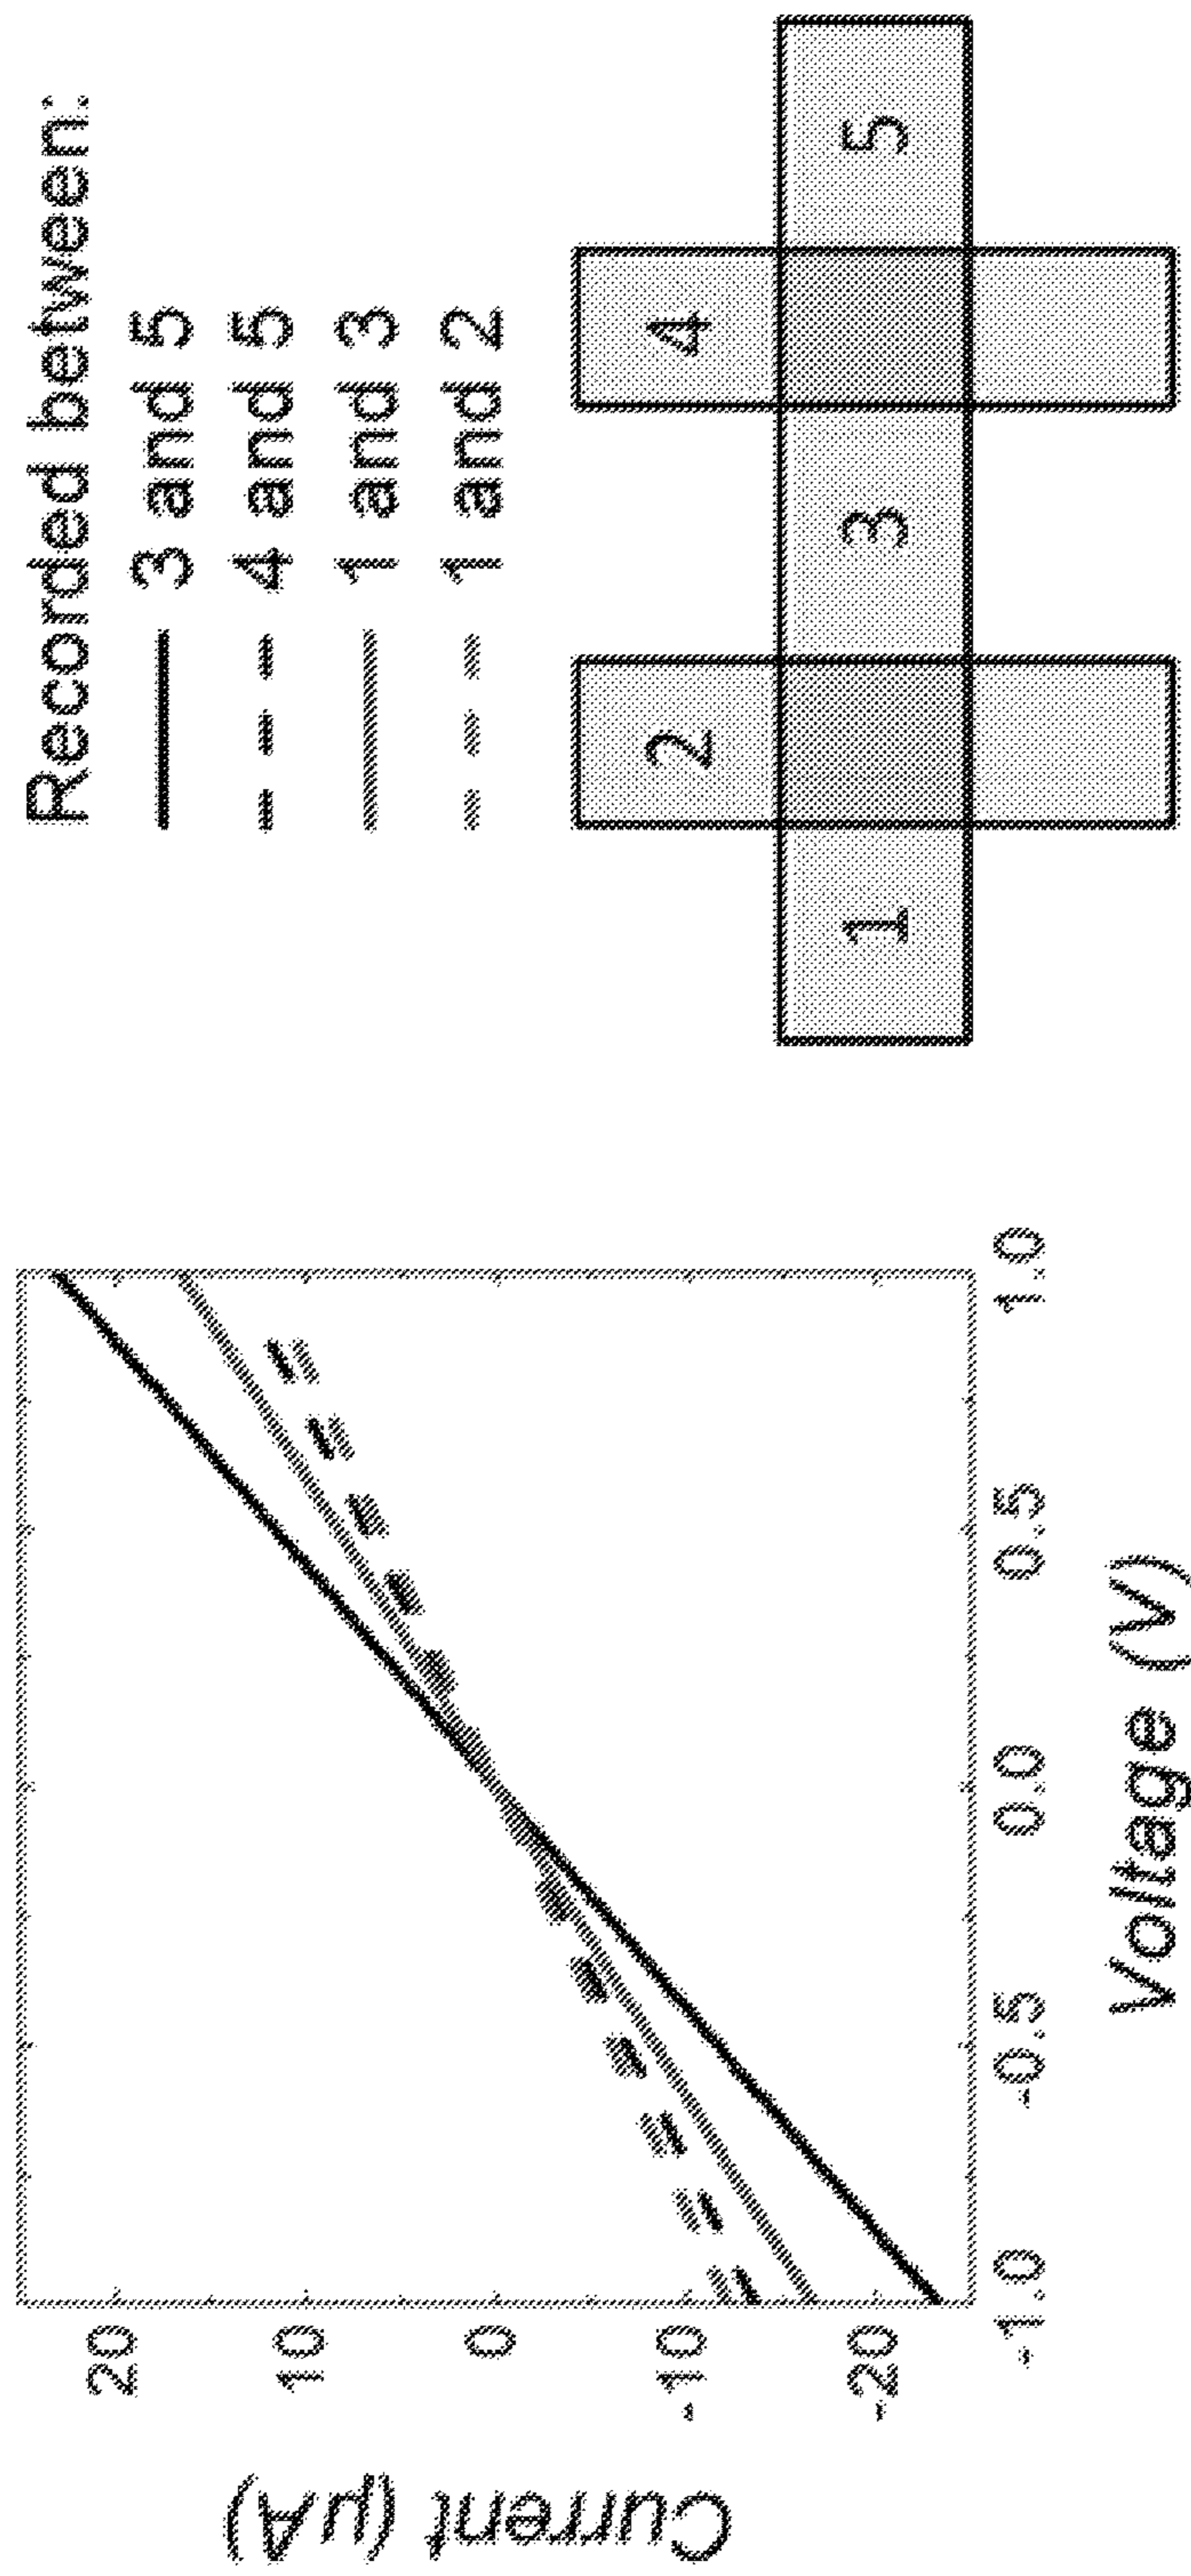 Current (μA)
20
10
0
-10
-20
-1.0
-0.5
0.0
0.5
1.0
Voltage (V)
Recorded between:
3 and 5
4 and 5
1 and 3
1 and 2
2
4
1
3
5